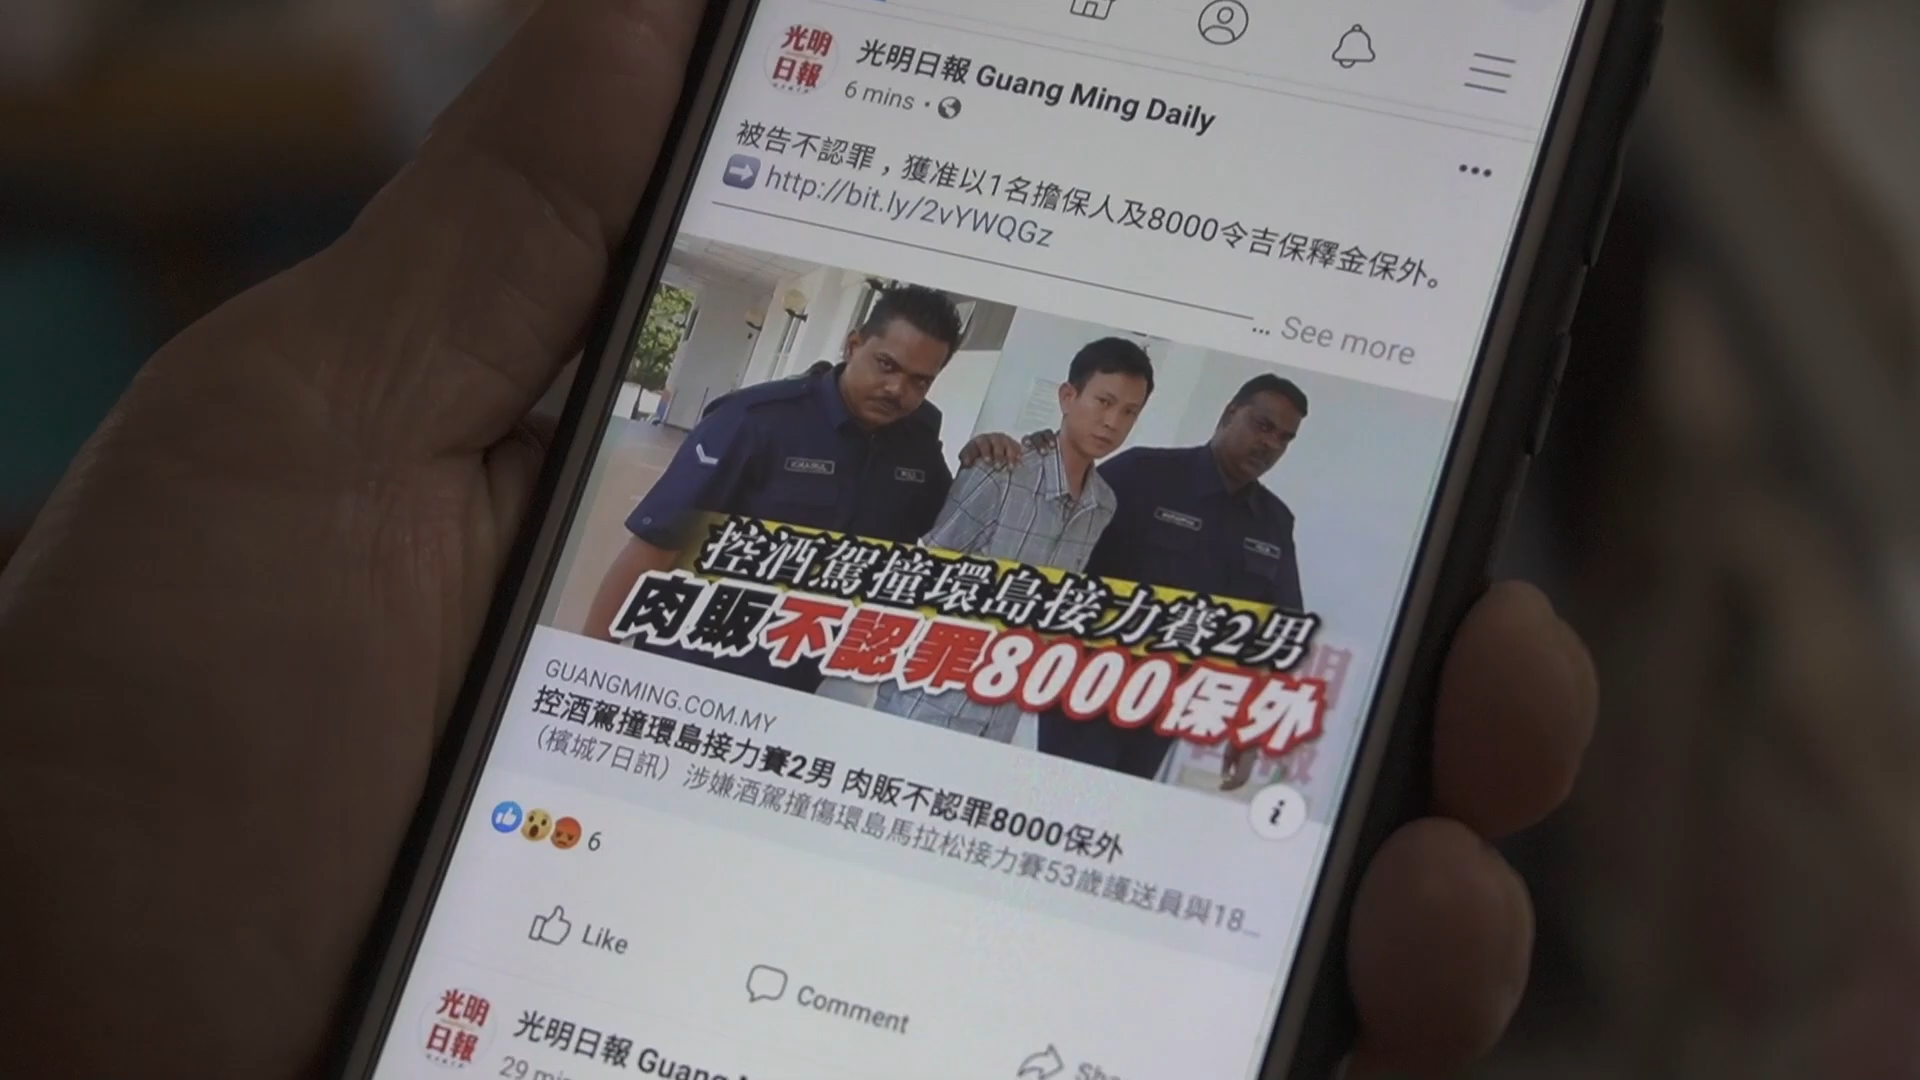 光明
日報
光明日報 Guang Ming Daily
6 mins ·
被告不認罪，獲准以1名擔保人及8000令吉保釋金保外。
http://bit.ly/2vYWQGz
... See more
控酒駕撞環島接力賽2男
肉販不認罪8000保外
GUANGMING.COM.MY
控酒駕撞環島接力賽2男 肉販不認罪8000保外
（檳城7日訊）涉嫌酒駕撞傷環島馬拉松接力賽53歲護送員與18...
6
Like
Comment
光明
日報
光明日報 Guang
29